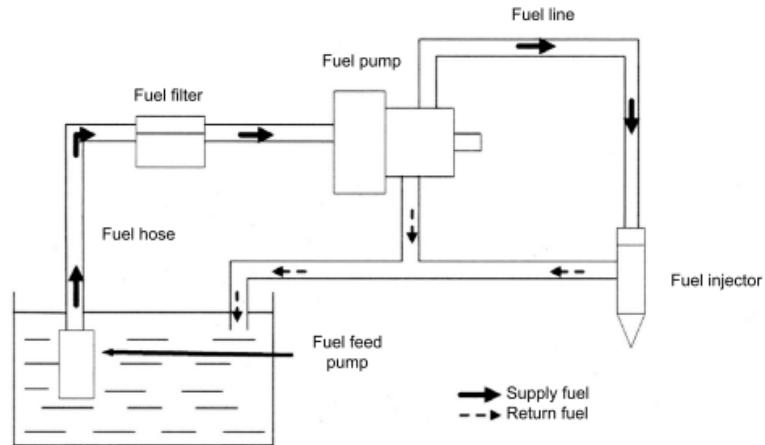 Fuel line
Fuel pump
Fuel filter
Fuel hose
Fuel injector
Fuel feed
pump
Supply fuel
Return fuel